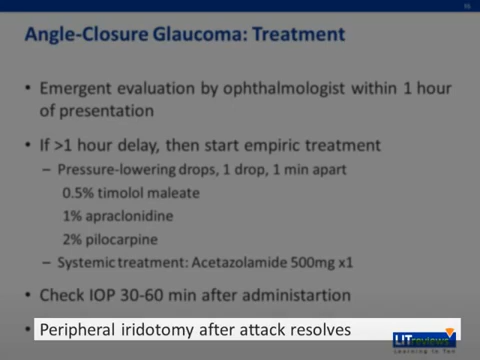 95
Angle-Closure Glaucoma: Treatment
• Emergent evaluation by ophthalmologist within 1 hour
of presentation
• If >1 hour delay, then start empiric treatment
– Pressure-lowering drops, 1 drop, 1 min apart
0.5% timolol maleate
1% apraclonidine
2% pilocarpine
– Systemic treatment: Acetazolamide 500mg x1
• Check IOP 30-60 min after administartion
• Peripheral iridotomy after attack resolves
LITreviews
Learning in Ten